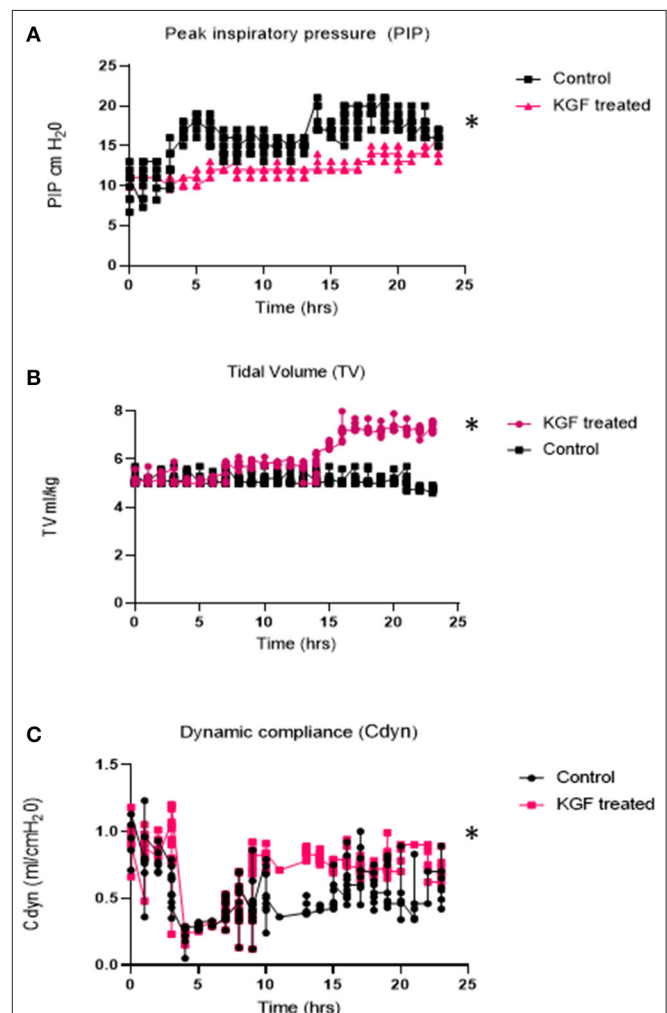 A
Peak inspiratory pressure (PIP)
25
20
15
10
5
0
PIP cm H₂0
0 5 10 15 20 25
Time (hrs)
Control
KGF treated
*
B
Tidal Volume (TV)
8
6
4
2
0
TV ml/kg
0 5 10 15 20 25
Time (hrs)
KGF treated
Control
*
C
Dynamic compliance (Cdyn)
1.5
1.0
0.5
0.0
Cdyn (ml/cmH₂0)
0 5 10 15 20 25
Time (hrs)
Control
KGF treated
*